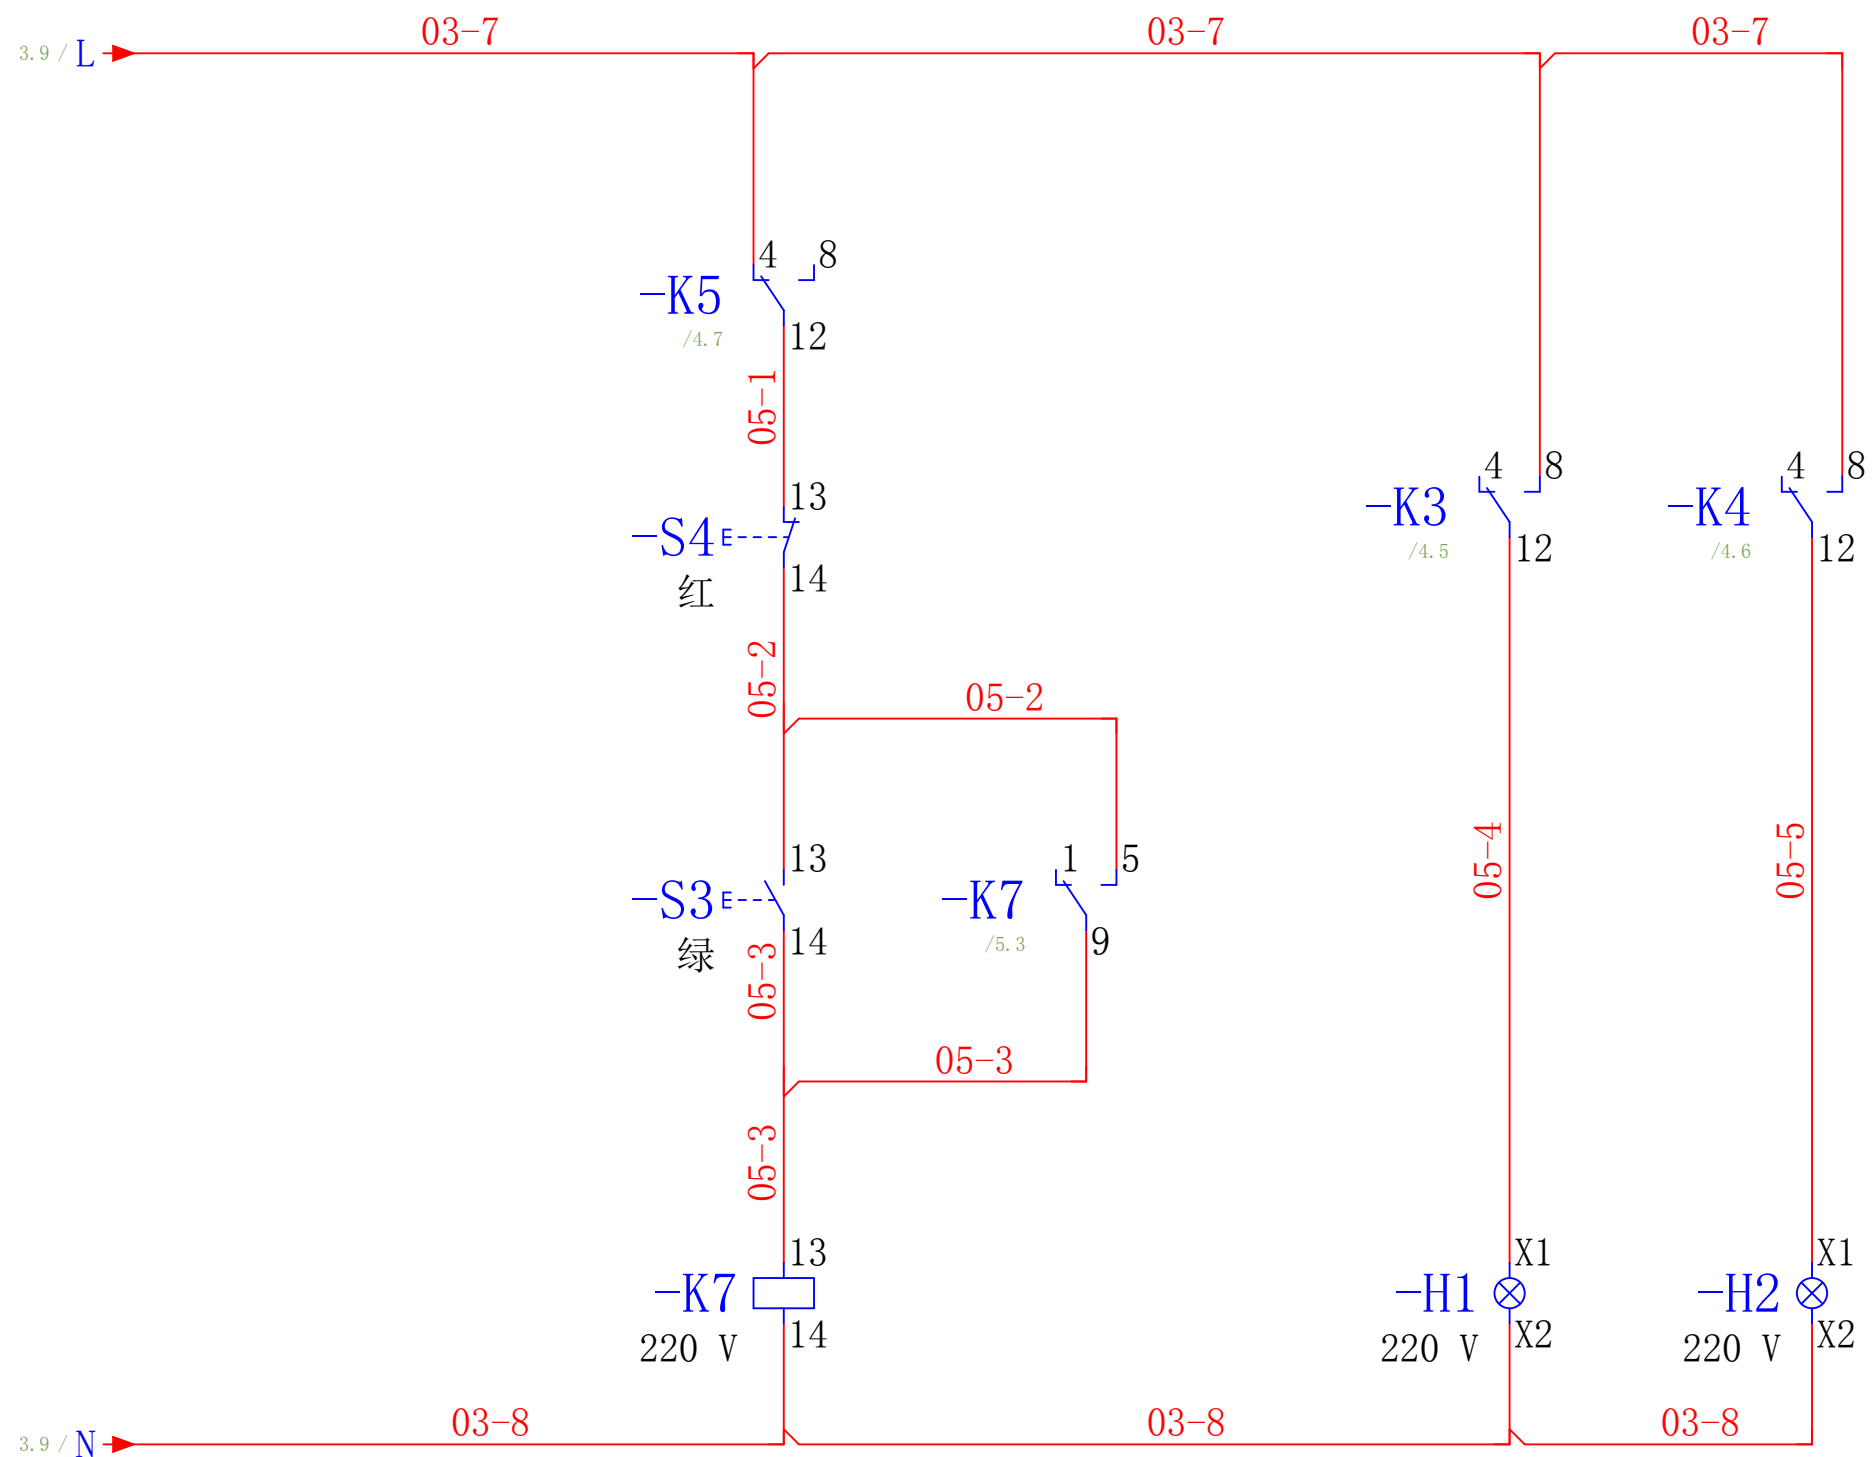 03-7 03-7 03-7
3.9 / L
4 8
-K5
/4.7
12
05-1
4 8 4 8
-K3 -K4
/4.5 /4.6
12 12
13
-S4
14
红
05-2
05-2
13
-S3
14
绿
1 5
-K7
/5.3
9
05-4 05-5
05-3
05-3
05-3
13 X1 X1
-K7 -H1 -H2
14 X2 X2
220 V 220 V 220 V
03-8 03-8 03-8
3.9 / N